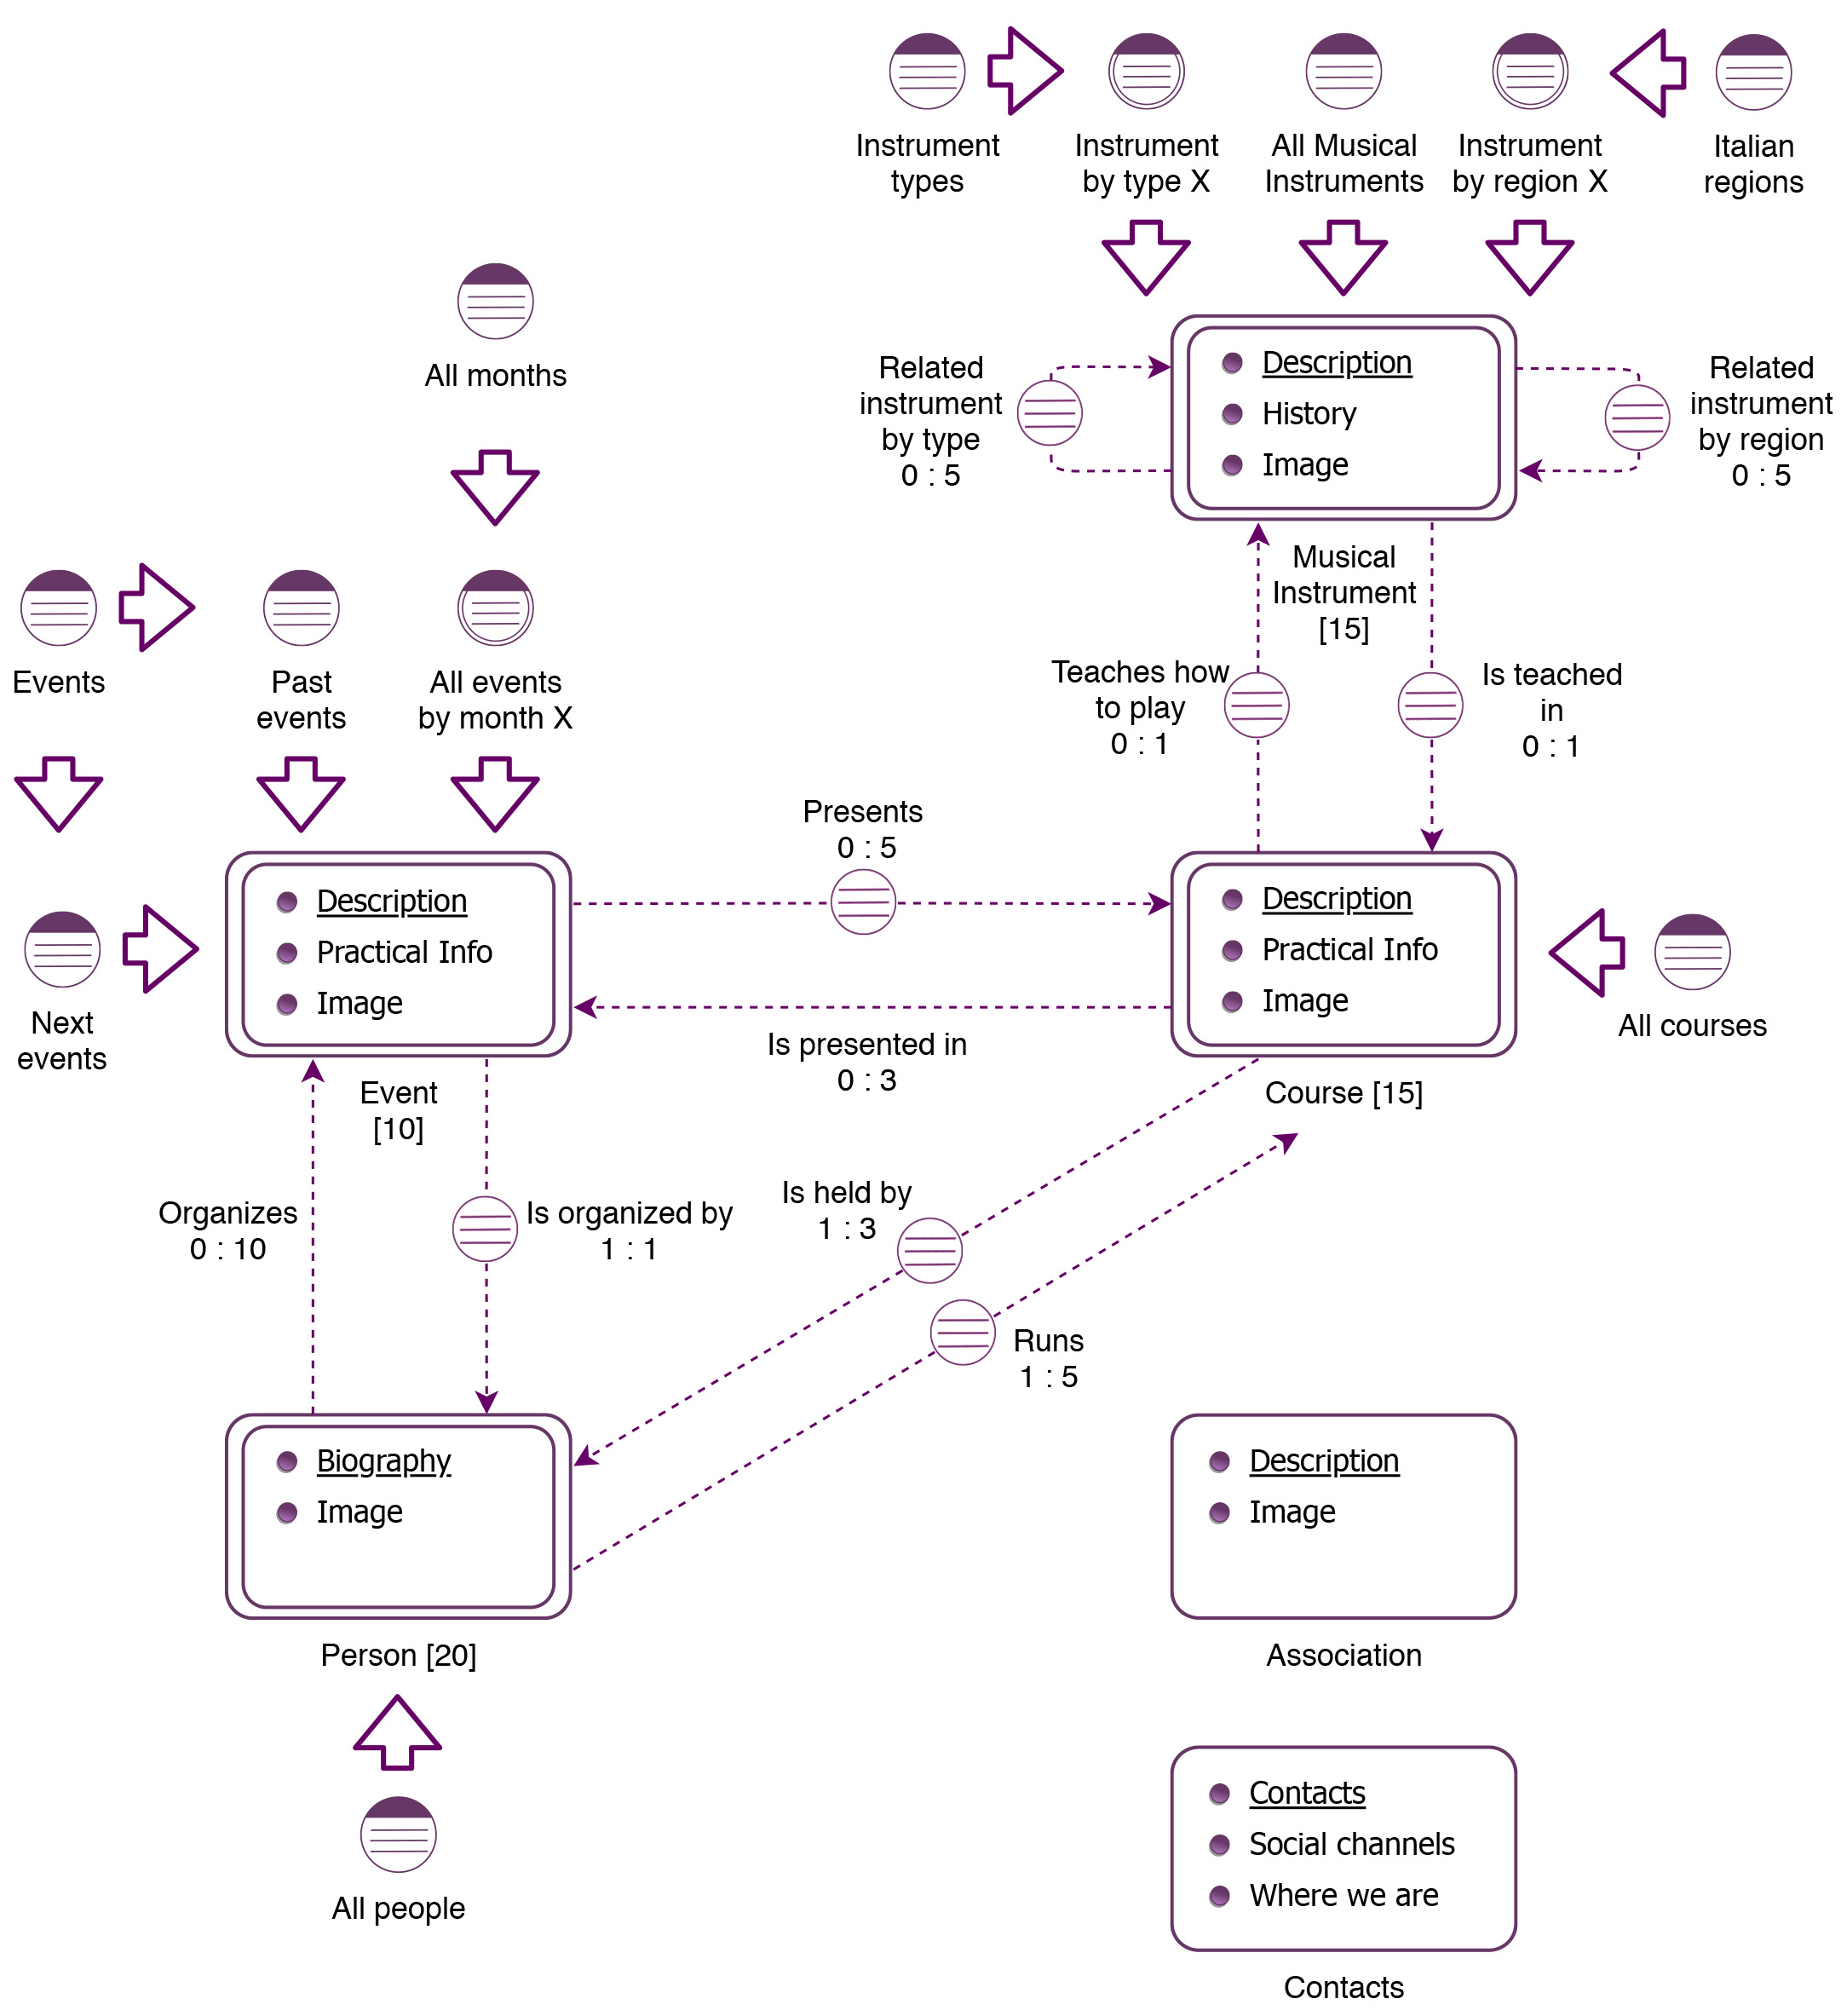 Instrument
types
Instrument
by type X
All Musical
Instruments
Instrument
by region X
Italian
regions
All months
Related
instrument
by type
0 : 5
Description
History
Image
Related
instrument
by region
0 : 5
Musical
Instrument
[15]
Events
Past
events
All events
by month X
Teaches how
to play
0 : 1
Is teached
in
0 : 1
Presents
0 : 5
Description
Practical Info
Image
Description
Practical Info
Image
Next
events
All courses
Is presented in
0 : 3
Event
[10]
Course [15]
Organizes
0 : 10
Is organized by
1 : 1
Is held by
1 : 3
Runs
1 : 5
Biography
Image
Description
Image
Person [20]
Association
Contacts
Social channels
Where we are
All people
Contacts